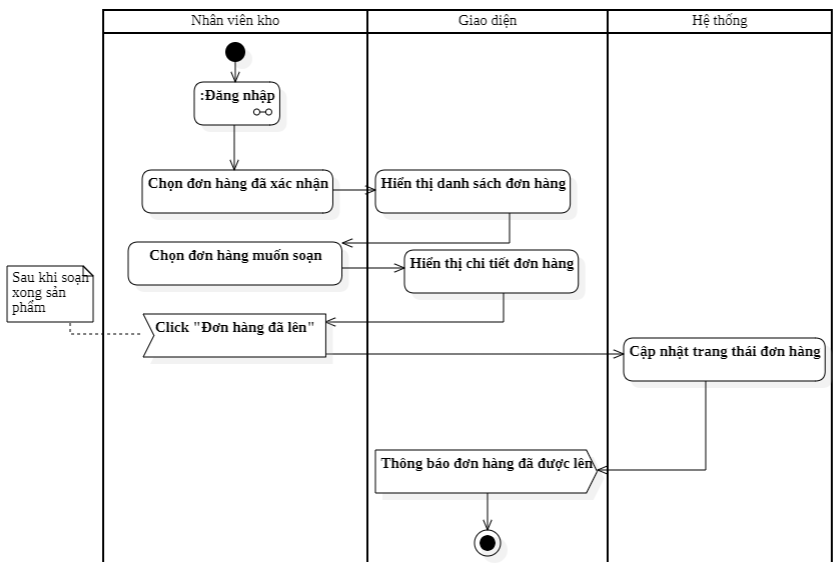 Nhân viên kho
Giao diện
Hệ thống
:Đăng nhập
Chọn đơn hàng đã xác nhận
Hiển thị danh sách đơn hàng
Chọn đơn hàng muốn soạn
Hiển thị chi tiết đơn hàng
Sau khi soạn
xong sản
phẩm
Click "Đơn hàng đã lên"
Cập nhật trang thái đơn hàng
Thông báo đơn hàng đã được lên